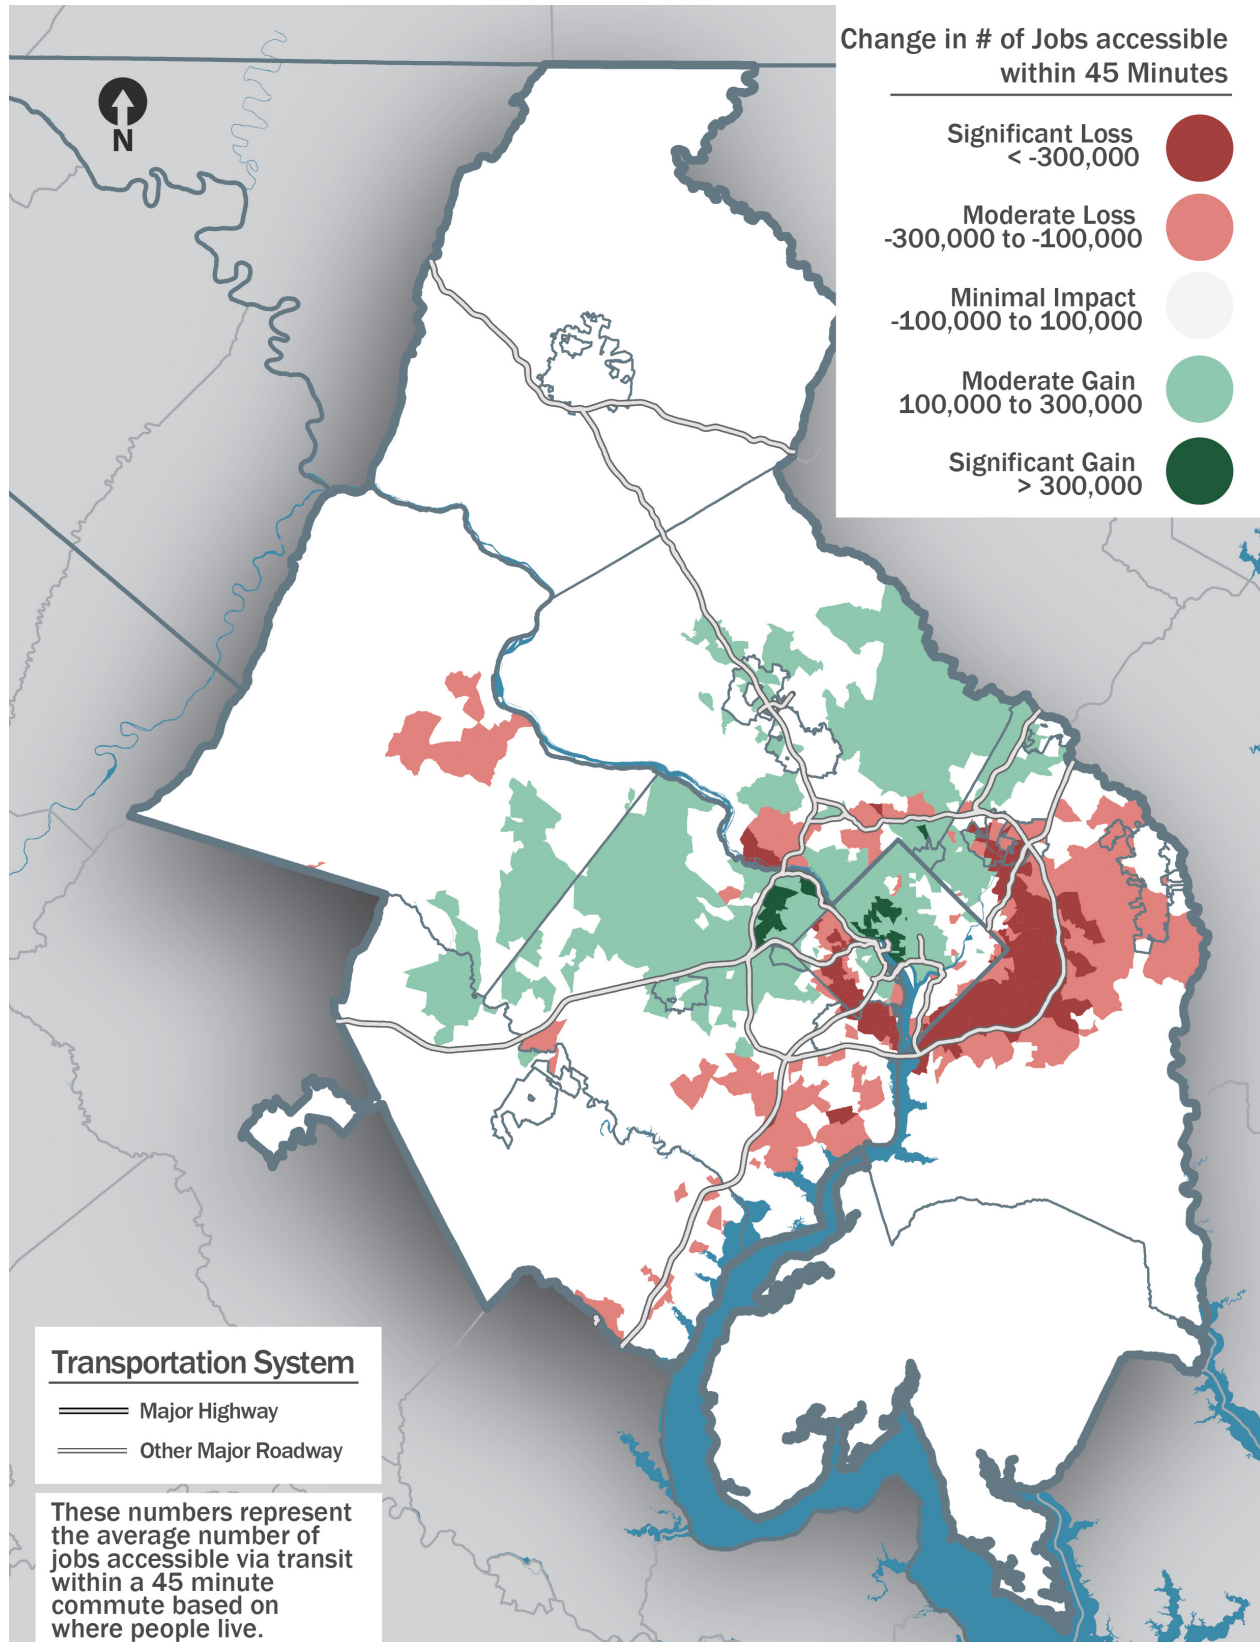 Change in # of Jobs accessible
within 45 Minutes
N
Significant Loss
< -300,000
Moderate Loss
-300,000 to -100,000
Minimal Impact
-100,000 to 100,000
Moderate Gain
100,000 to 300,000
Significant Gain
> 300,000
Transportation System
Major Highway
Other Major Roadway
These numbers represent
the average number of
jobs accessible via transit
within a 45 minute
commute based on
where people live.